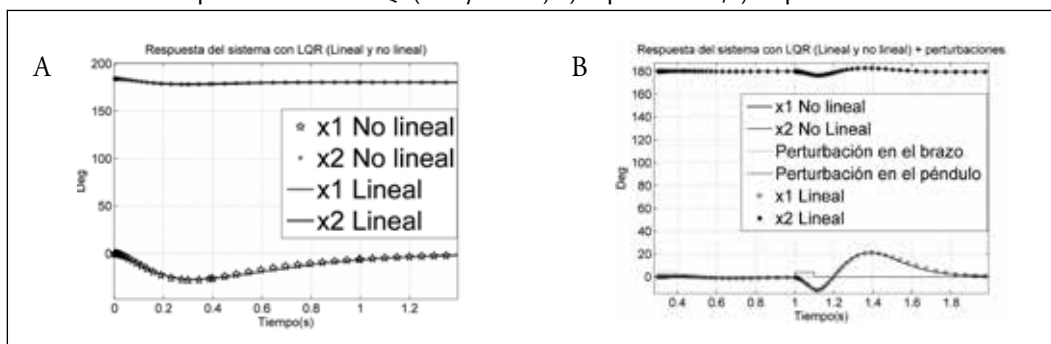 A
Respuesta del sistema con LQR (Lineal y no lineal)
200
150
100
50
0
Deg
x1 No lineal
x2 No lineal
x1 Lineal
x2 Lineal
0
0.2
0.4
0.6
0.8
1
1.2
Tiempo(s)
B
Respuesta del sistema con LQR (Lineal y no lineal) + perturbaciones
180
160
140
120
100
80
60
40
20
0
Deg
x1 No lineal
x2 No Lineal
Perturbación en el brazo
Perturbación en el péndulo
x1 Lineal
x2 Lineal
0.4
0.6
0.8
1
1.2
1.4
1.6
1.8
Tiempo(s)